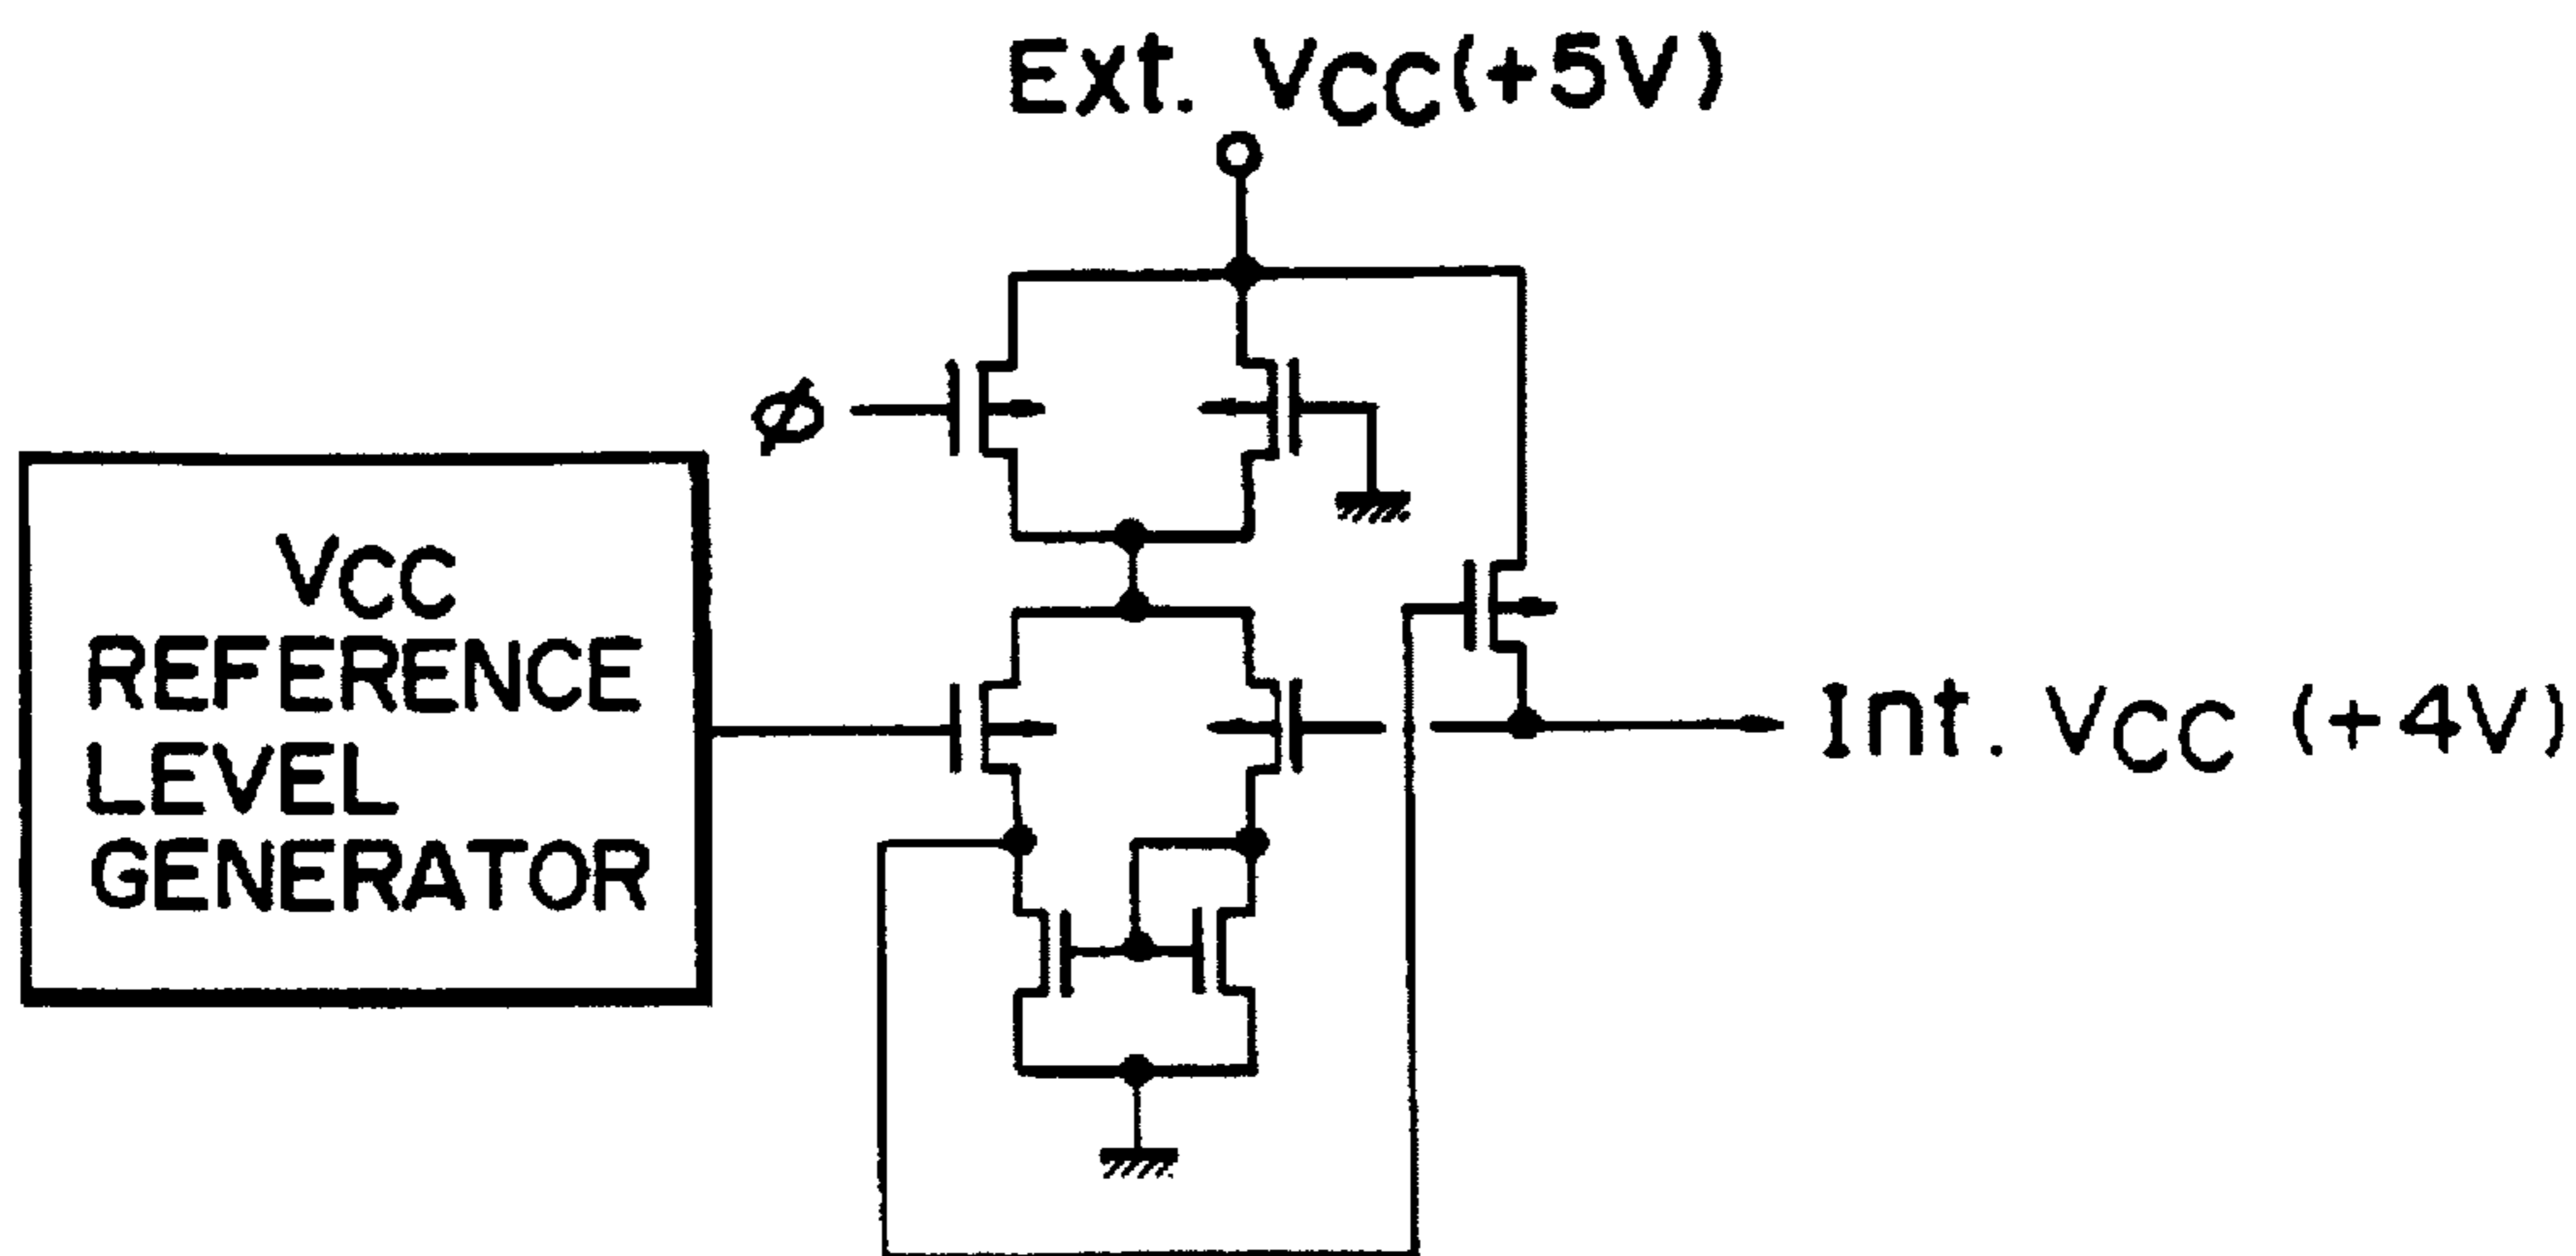 Ext. VCC(+5V)
ø
VCC
REFERENCE
LEVEL
GENERATOR
Int. VCC (+4V)